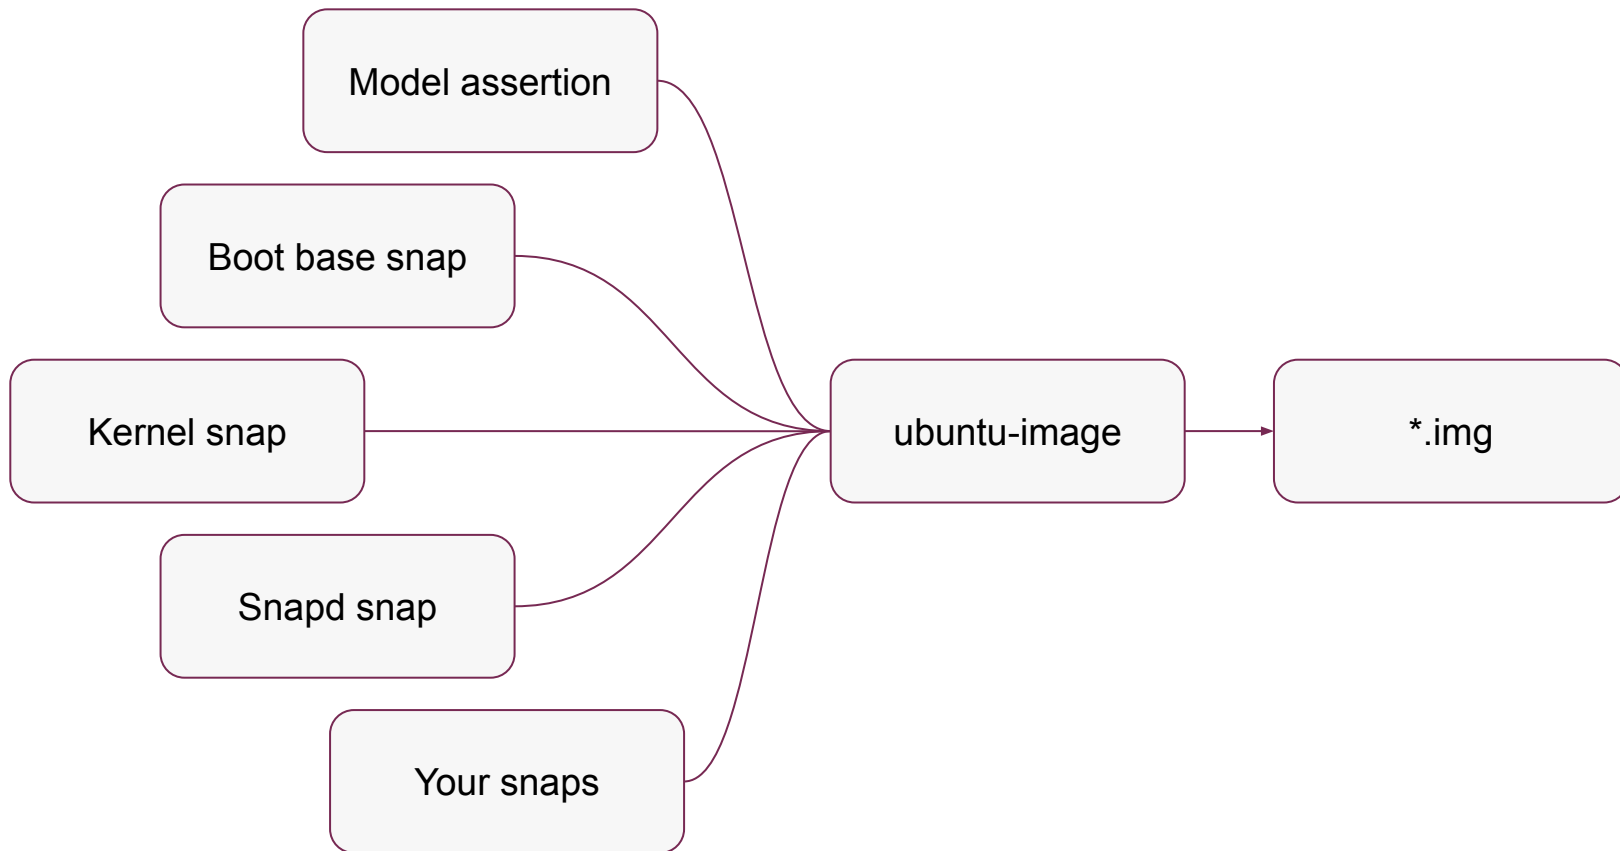 Model assertion
Boot base snap
Kernel snap
ubuntu-image
*.img
Snapd snap
Your snaps